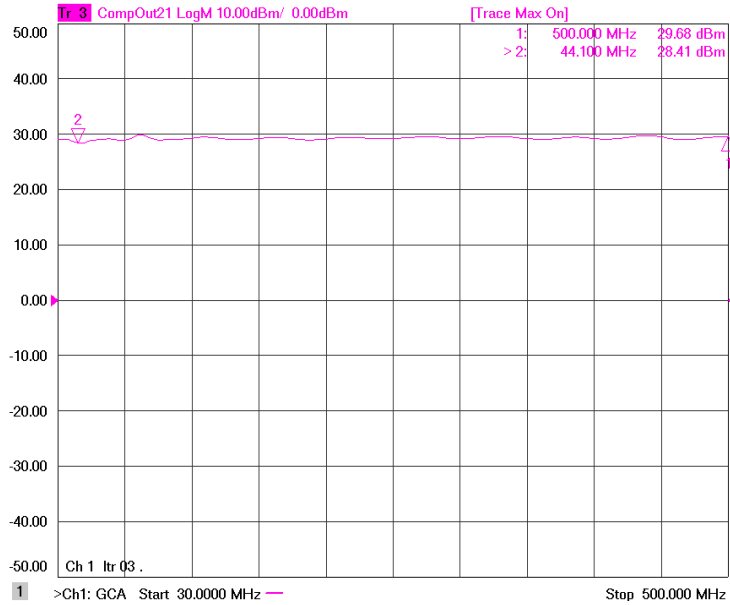 Tr 3 CompOut21 LogM 10.00dBm/ 0.00dBm [Trace Max On]
50.00
1: 500.000 MHz 29.68 dBm
> 2: 44.100 MHz 28.41 dBm
40.00
2
30.00
1
20.00
10.00
0.00
-10.00
-20.00
-30.00
-40.00
-50.00
Ch 1 Itr 03 .
1 >Ch1: GCA Start 30.0000 MHz Stop 500.000 MHz